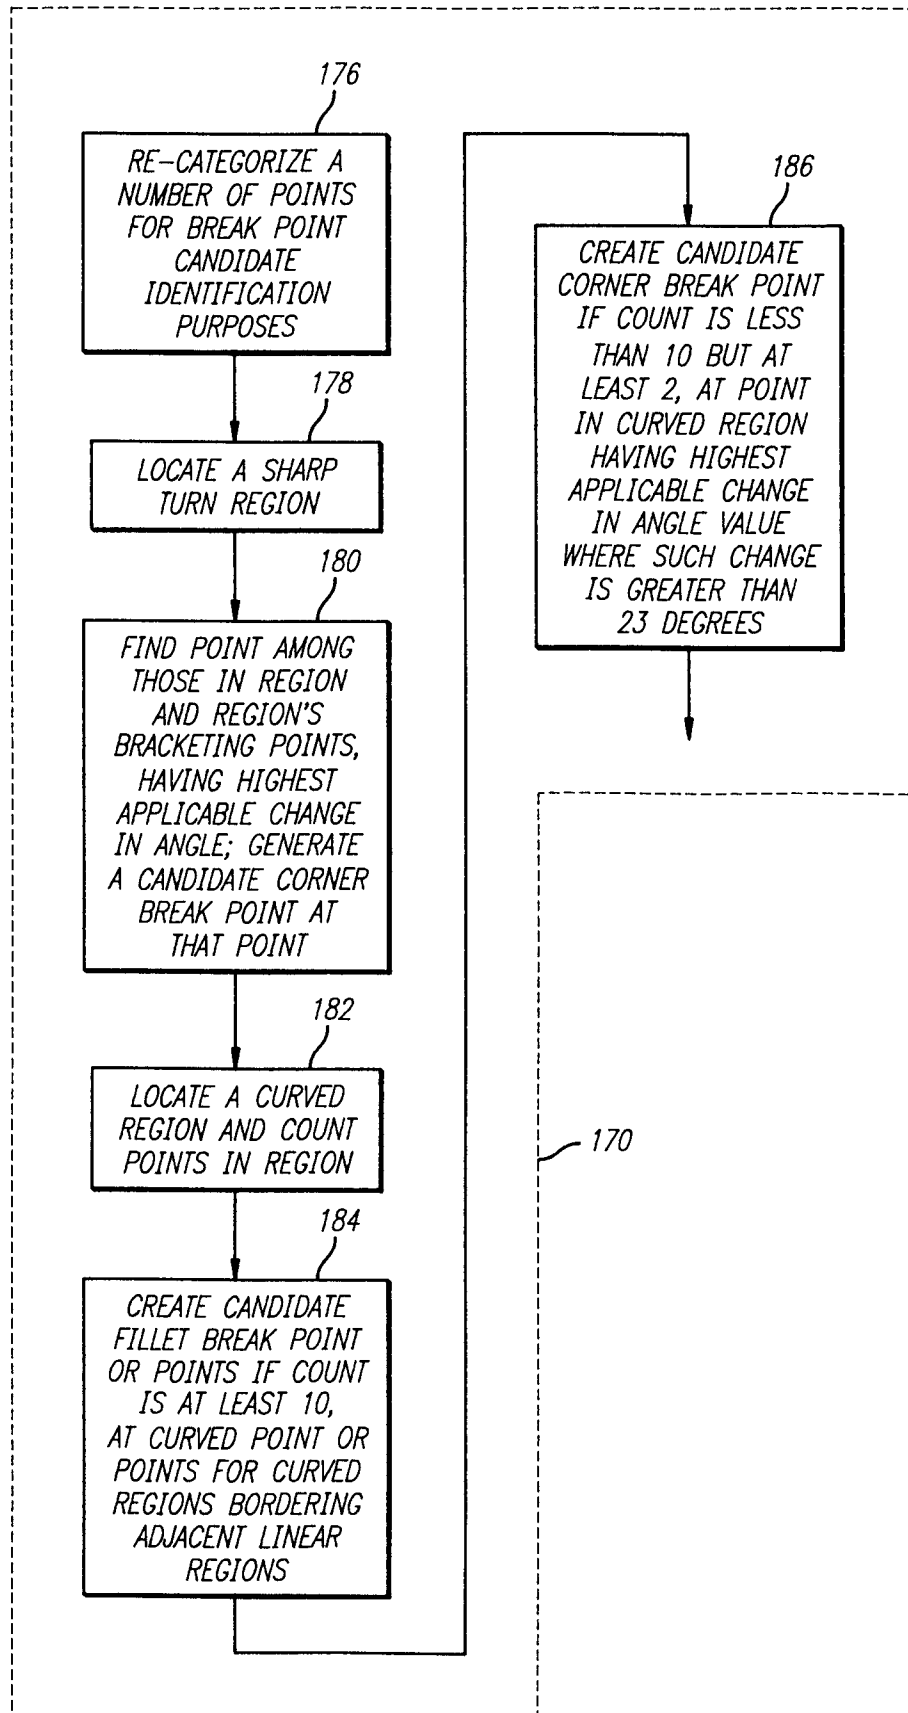 176
RE-CATEGORIZE A
NUMBER OF POINTS
FOR BREAK POINT
CANDIDATE
IDENTIFICATION
PURPOSES
178
LOCATE A SHARP
TURN REGION
180
FIND POINT AMONG
THOSE IN REGION
AND REGION'S
BRACKETING POINTS,
HAVING HIGHEST
APPLICABLE CHANGE
IN ANGLE; GENERATE
A CANDIDATE CORNER
BREAK POINT AT
THAT POINT
182
LOCATE A CURVED
REGION AND COUNT
POINTS IN REGION
184
CREATE CANDIDATE
FILLET BREAK POINT
OR POINTS IF COUNT
IS AT LEAST 10,
AT CURVED POINT OR
POINTS FOR CURVED
REGIONS BORDERING
ADJACENT LINEAR
REGIONS
186
CREATE CANDIDATE
CORNER BREAK POINT
IF COUNT IS LESS
THAN 10 BUT AT
LEAST 2, AT POINT
IN CURVED REGION
HAVING HIGHEST
APPLICABLE CHANGE
IN ANGLE VALUE
WHERE SUCH CHANGE
IS GREATER THAN
23 DEGREES
170